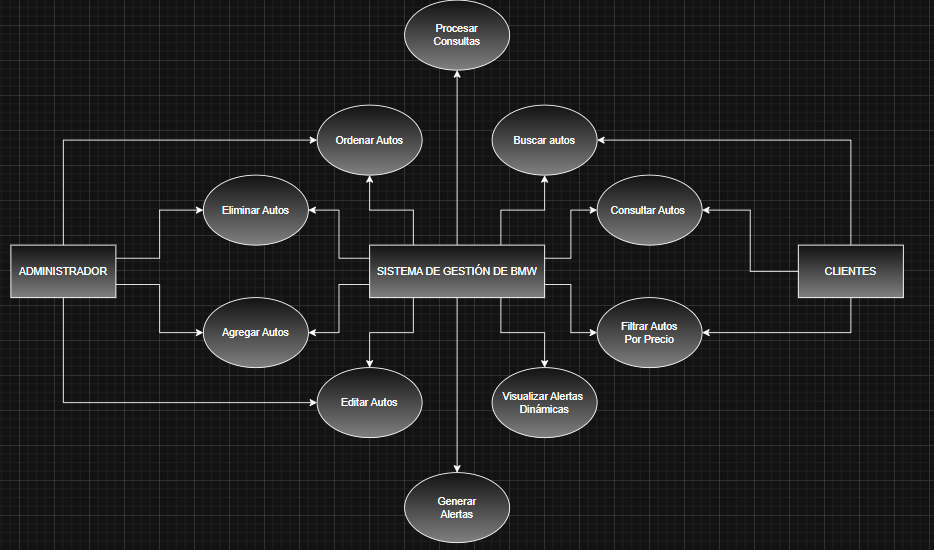 Procesar
Consultas
Ordenar Autos
Buscar autos
Eliminar Autos
Consultar Autos
ADMINISTRADOR
SISTEMA DE GESTIÓN DE BMW
CLIENTES
Agregar Autos
Filtrar Autos
Por Precio
Editar Autos
Visualizar Alertas
Dinámicas
Generar
Alertas